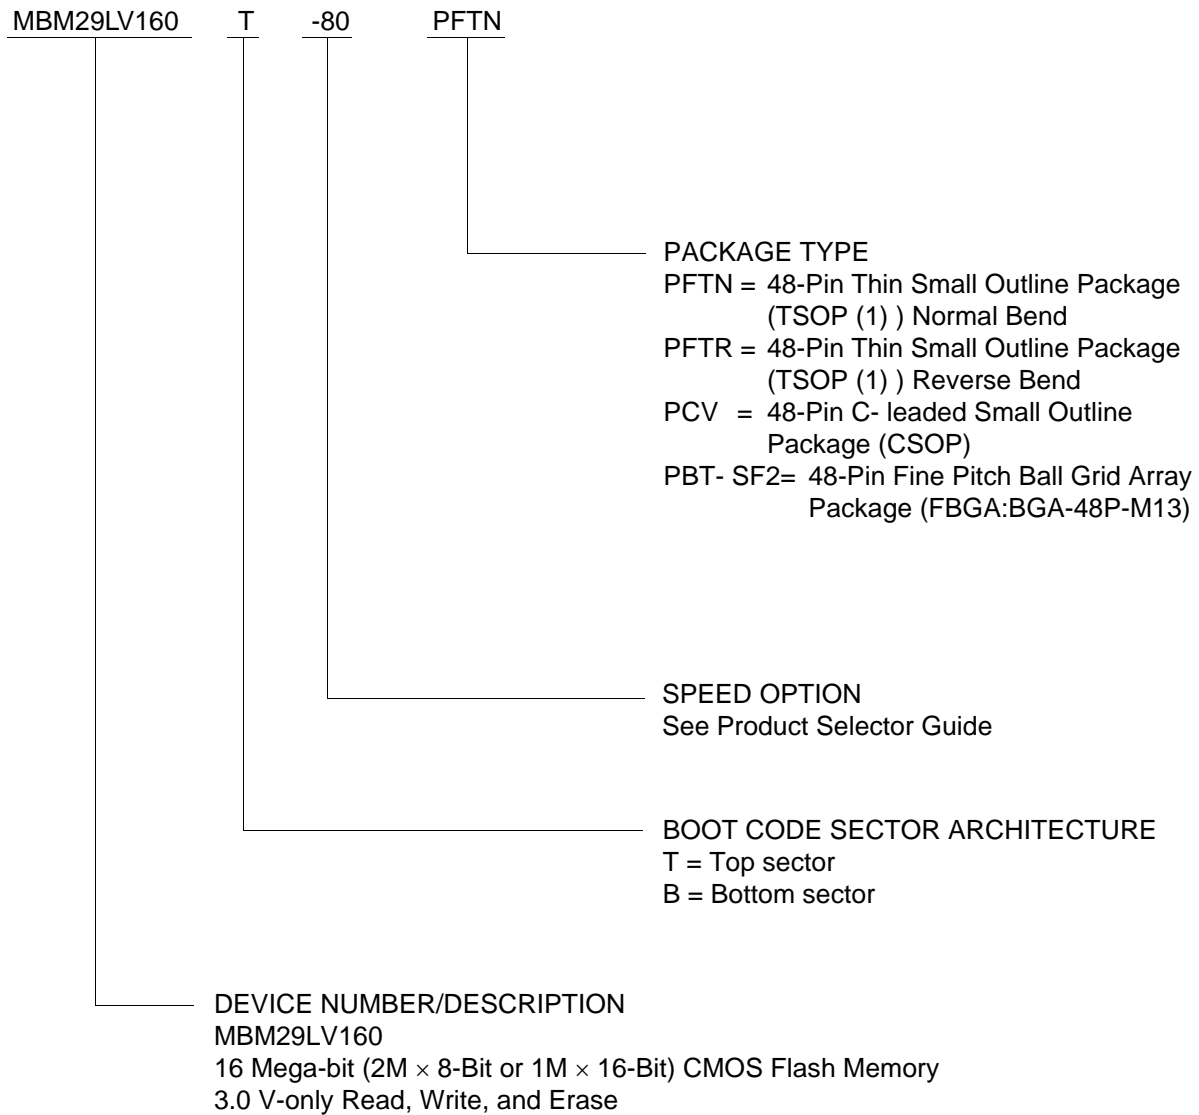 MBM29LV160 T -80 PFTN
PACKAGE TYPE
PFTN = 48-Pin Thin Small Outline Package
(TSOP (1) ) Normal Bend
PFTR = 48-Pin Thin Small Outline Package
(TSOP (1) ) Reverse Bend
PCV = 48-Pin C- leaded Small Outline
Package (CSOP)
PBT- SF2= 48-Pin Fine Pitch Ball Grid Array
Package (FBGA:BGA-48P-M13)
SPEED OPTION
See Product Selector Guide
BOOT CODE SECTOR ARCHITECTURE
T = Top sector
B = Bottom sector
DEVICE NUMBER/DESCRIPTION
MBM29LV160
16 Mega-bit (2M × 8-Bit or 1M × 16-Bit) CMOS Flash Memory
3.0 V-only Read, Write, and Erase